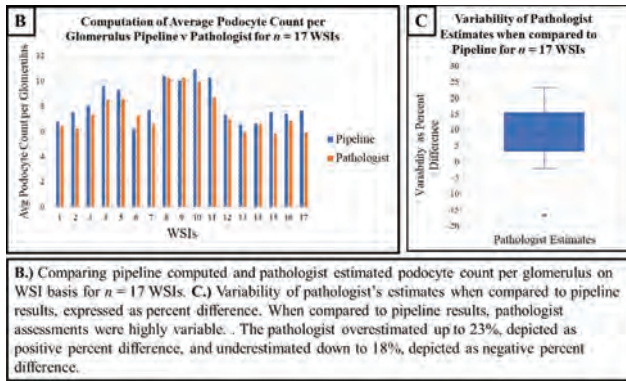 B
Computation of Average Podocyte Count per
Glomerulus Pipeline v Pathologist for n = 17 WSIs
Avg Podocyte Count per Glomerulus
12
10
8
6
4
2
0
1 2 3 4 5 6 7 8 9 10 11 12 13 14 15 16 17
WSIs
Pipeline
Pathologist
C
Variability of Pathologist
Estimates when compared to
Pipeline for n = 17 WSIs
Variability as Percent
Difference
30
25
20
15
10
5
0
-5
-10
-15
-20
Pathologist Estimates
B.) Comparing pipeline computed and pathologist estimated podocyte count per glomerulus on
WSI basis for n = 17 WSIs. C.) Variability of pathologist's estimates when compared to pipeline
results, expressed as percent difference. When compared to pipeline results, pathologist
assessments were highly variable. . The pathologist overestimated up to 23%, depicted as
positive percent difference, and underestimated down to 18%, depicted as negative percent
difference.